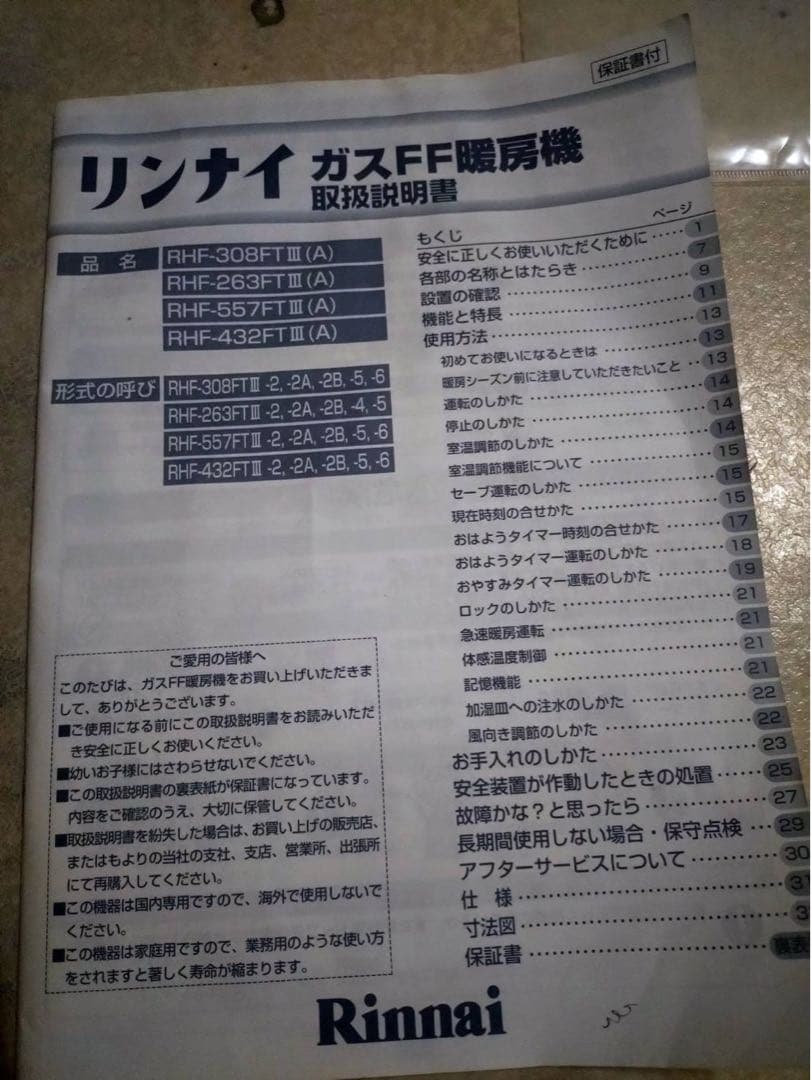 保証書付
リンナイ ガスFF暖房機
取扱説明書
品 名
RHF-308FTⅢ(A)
RHF-263FTⅢ(A)
RHF-557FTⅢ(A)
RHF-432FTⅢ(A)
形式の呼び
RHF-308FTⅢ -2, -2A, -2B, -5, -6
RHF-263FTⅢ -2, -2A, -2B, -4, -5
RHF-557FTⅢ -2, -2A, -2B, -5, -6
RHF-432FTⅢ -2, -2A, -2B, -5, -6
ご愛用の皆様へ
このたびは、ガスFF暖房機をお買い上げいただきま
して、ありがとうございます。
■ご使用になる前にこの取扱説明書をお読みいただ
き安全に正しくお使いください。
■幼いお子様にはさわらせないでください。
■この取扱説明書の裏表紙が保証書になっています。
内容をご確認のうえ、大切に保管してください。
■取扱説明書を紛失した場合は、お買い上げの販売店、
またはもよりの当社の支社、支店、営業所、出張所
にて再購入してください。
■この機器は国内専用ですので、海外で使用しないで
ください。
■この機器は家庭用ですので、業務用のような使い方
をされますと著しく寿命が縮まります。
もくじ ページ
安全に正しくお使いいただくために ‥‥ 1
各部の名称とはたらき ‥‥ 7
設置の確認 ‥‥ 9
機能と特長 ‥‥ 11
使用方法 ‥‥ 13
初めてお使いになるときは ‥‥ 13
暖房シーズン前に注意していただきたいこと ‥‥ 13
運転のしかた ‥‥ 14
停止のしかた ‥‥ 14
室温調節のしかた ‥‥ 14
室温調節機能について ‥‥ 15
セーブ運転のしかた ‥‥ 15
現在時刻の合せかた ‥‥ 15
おはようタイマー時刻の合せかた ‥‥ 17
おはようタイマー運転のしかた ‥‥ 18
おやすみタイマー運転のしかた ‥‥ 19
ロックのしかた ‥‥ 21
急速暖房運転 ‥‥ 21
体感温度制御 ‥‥ 21
記憶機能 ‥‥ 21
加湿皿への注水のしかた ‥‥ 22
風向き調節のしかた ‥‥ 22
お手入れのしかた ‥‥ 23
安全装置が作動したときの処置 ‥‥ 25
故障かな？と思ったら ‥‥ 27
長期間使用しない場合・保守点検 ‥‥ 29
アフターサービスについて ‥‥ 30
仕 様 ‥‥ 31
寸法図 ‥‥ 3
保証書 ‥‥ 裏表
Rinnai